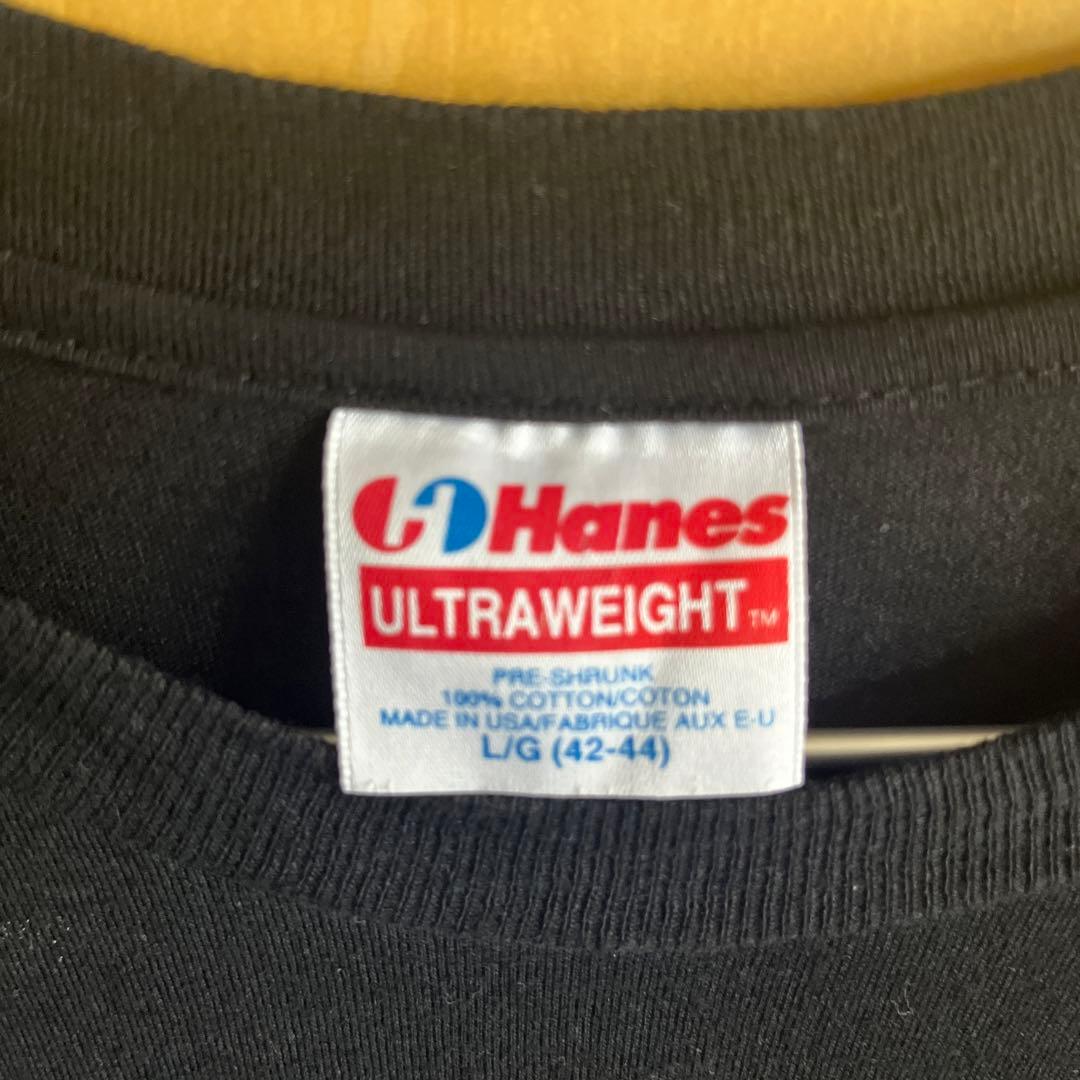 Hanes
ULTRAWEIGHT™
PRE-SHRUNK
100% COTTON/COTON
MADE IN USA/FABRIQUE AUX E-U
L/G (42-44)